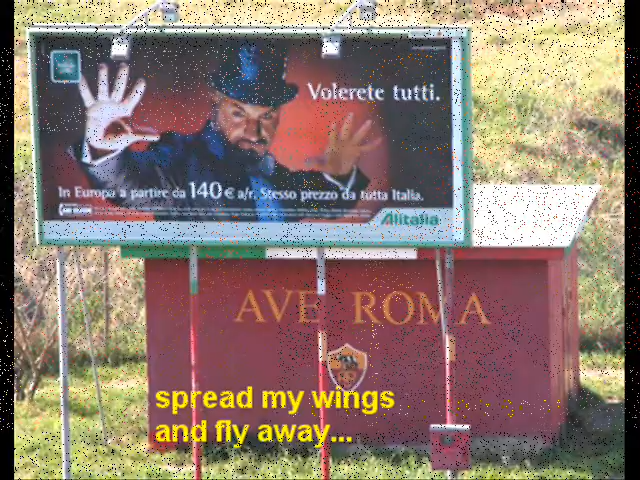 Volerete tutti.
In Europa a partire da 140€ a/r. Stesso prezzo da tutta Italia.
Alitalia
AVE ROMA
spread my wings
and fly away...